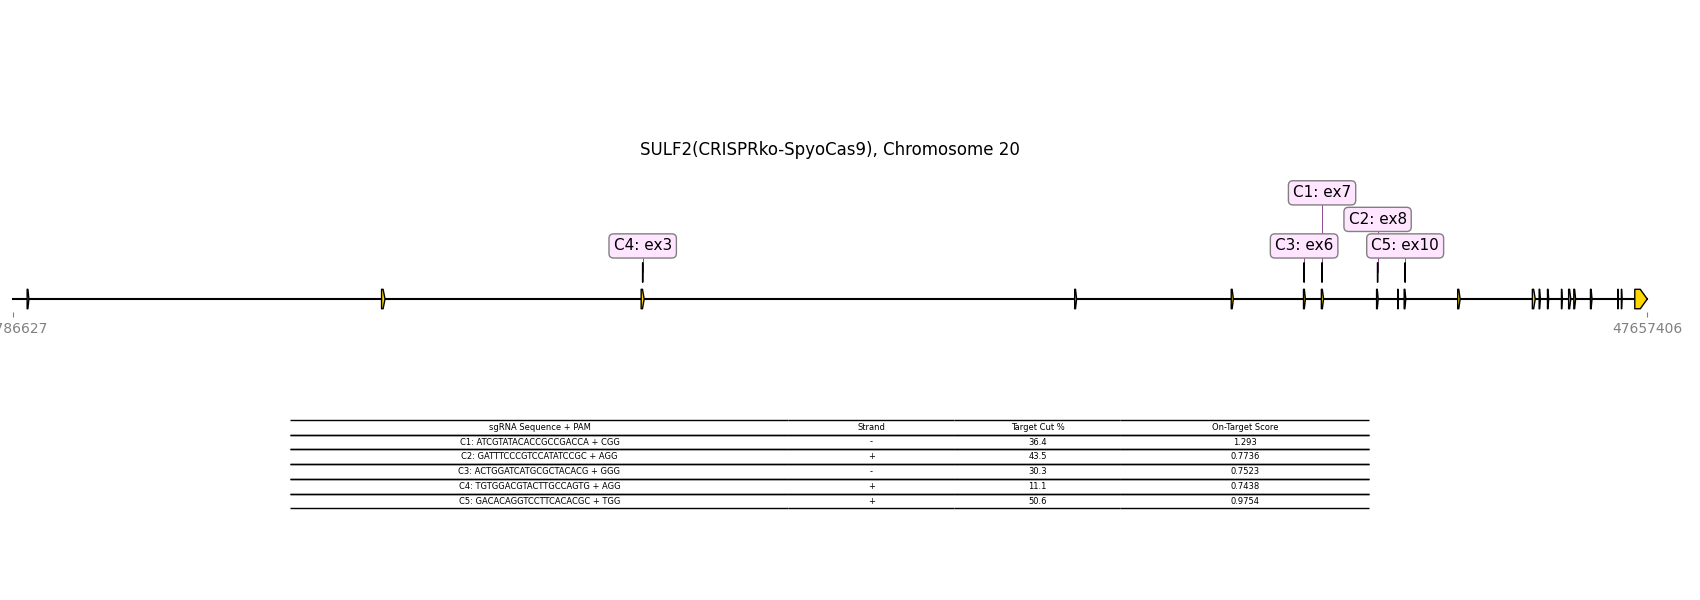 SULF2(CRISPRko-SpyoCas9), Chromosome 20
C1: ex7
C2: ex8
C4: ex3
C3: ex6
C5: ex10
786627
47657406
sgRNA Sequence + PAM Strand Target Cut % On-Target Score
C1: ATCGTATACACCGCCGACCA + CGG - 36.4 1.293
C2: GATTTCCCGTCCATATCCGC + AGG + 43.5 0.7736
C3: ACTGGATCATGCGCTACACG + GGG - 30.3 0.7523
C4: TGTGGACGTACTTGCCAGTG + AGG + 11.1 0.7438
C5: GACACAGGTCCTTCACACGC + TGG + 50.6 0.9754